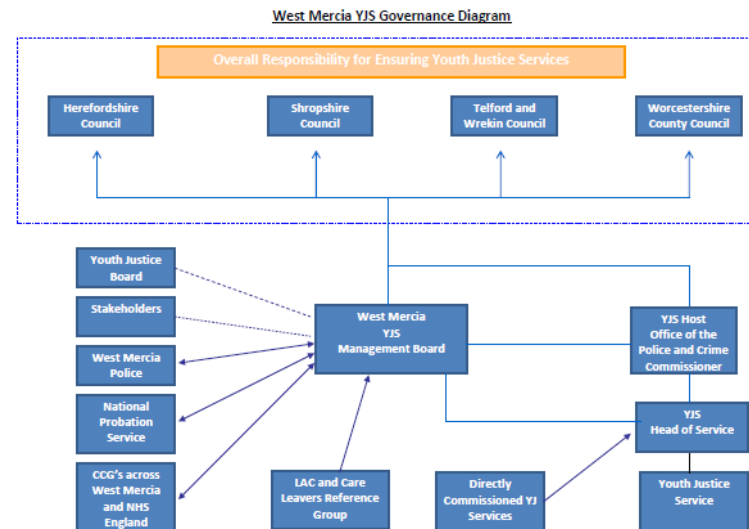 West Mercia YJS Governance Diagram
Overall Responsibility for Ensuring Youth Justice Services
Herefordshire
Council
Shropshire
Council
Telford and
Wrekin Council
Worcestershire
County Council
Youth Justice
Board
Stakeholders
West Mercia
Police
National
Probation
Service
CCG's across
West Mercia
and NHS
England
West Mercia
YJS
Management Board
LAC and Care
Leavers Reference
Group
YJS Host
Office of the
Police and Crime
Commissioner
YJS
Head of Service
Directly
Commissioned YJ
Services
Youth Justice
Service